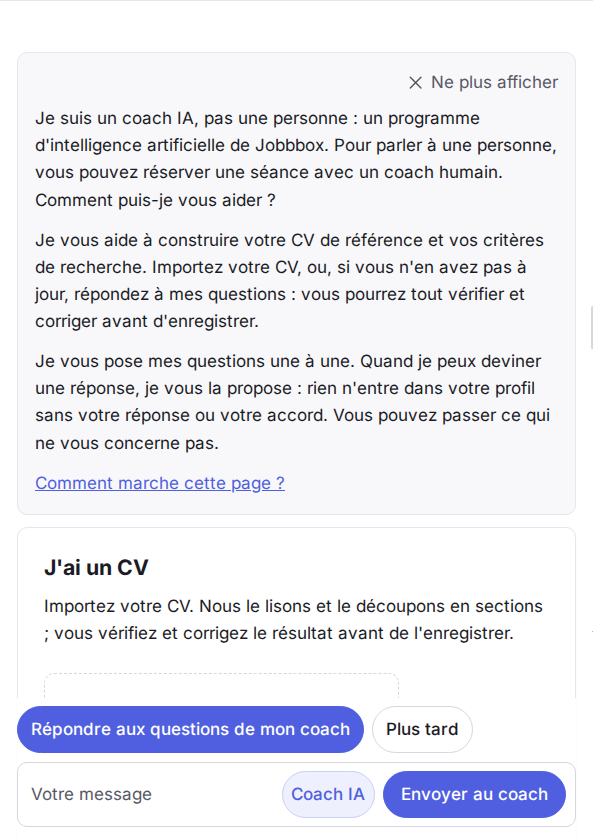 Ne plus afficher
Je suis un coach IA, pas une personne : un programme
d'intelligence artificielle de Jobbbox. Pour parler à une personne,
vous pouvez réserver une séance avec un coach humain.
Comment puis-je vous aider ?
Je vous aide à construire votre CV de référence et vos critères
de recherche. Importez votre CV, ou, si vous n'en avez pas à
jour, répondez à mes questions : vous pourrez tout vérifier et
corriger avant d'enregistrer.
Je vous pose mes questions une à une. Quand je peux deviner
une réponse, je vous la propose : rien n'entre dans votre profil
sans votre réponse ou votre accord. Vous pouvez passer ce qui
ne vous concerne pas.
Comment marche cette page ?
J'ai un CV
Importez votre CV. Nous le lisons et le découpons en sections
; vous vérifiez et corrigez le résultat avant de l'enregistrer.
Répondre aux questions de mon coach Plus tard
Votre message Coach IA Envoyer au coach